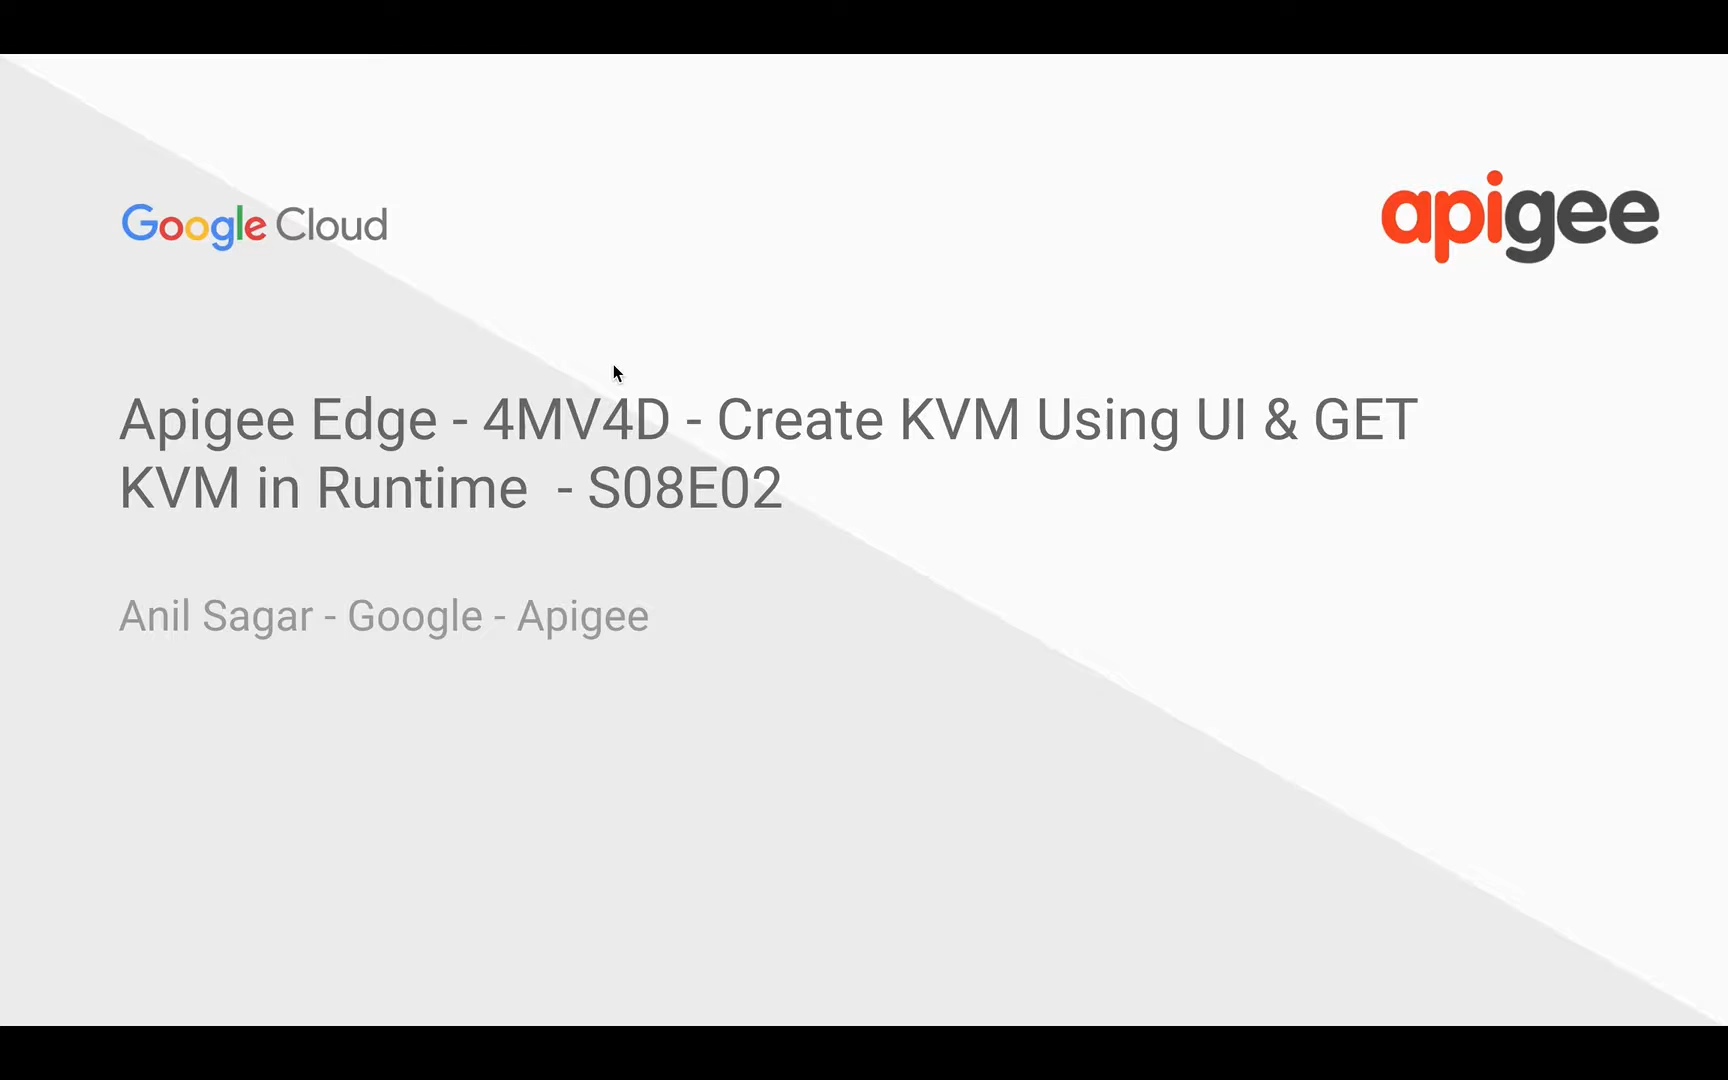 Google Cloud
apigee
Apigee Edge - 4MV4D - Create KVM Using UI & GET
KVM in Runtime - S08E02
Anil Sagar - Google - Apigee